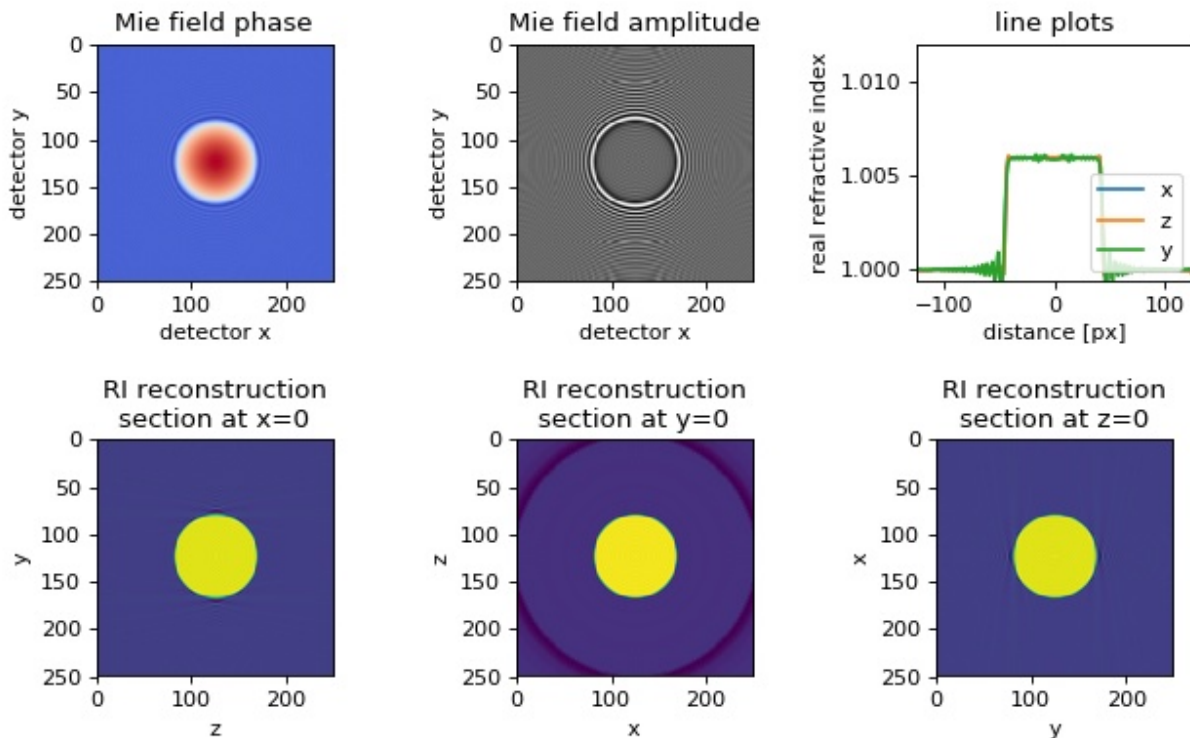 Mie field phase
0
50
100
150
200
250
detector y
0
100
200
detector x
Mie field amplitude
0
50
100
150
200
250
detector y
0
100
200
detector x
line plots
1.010
1.005
1.000
real refractive index
x
z
y
−100
0
100
distance [px]
RI reconstruction
section at x=0
0
50
100
150
200
250
y
0
100
200
z
RI reconstruction
section at y=0
0
50
100
150
200
250
z
0
100
200
x
RI reconstruction
section at z=0
0
50
100
150
200
250
x
0
100
200
y